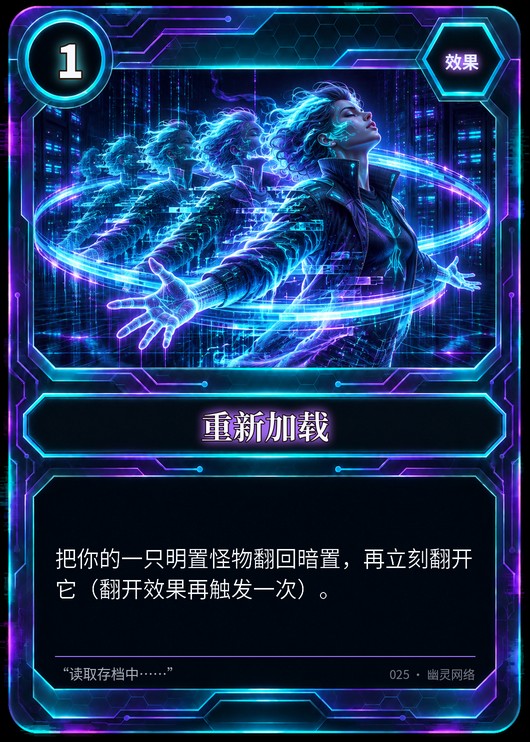 1
效果
重新加载
把你的一只明置怪物翻回暗置，再立刻翻开
它（翻开效果再触发一次）。
“读取存档中……”
025 · 幽灵网络